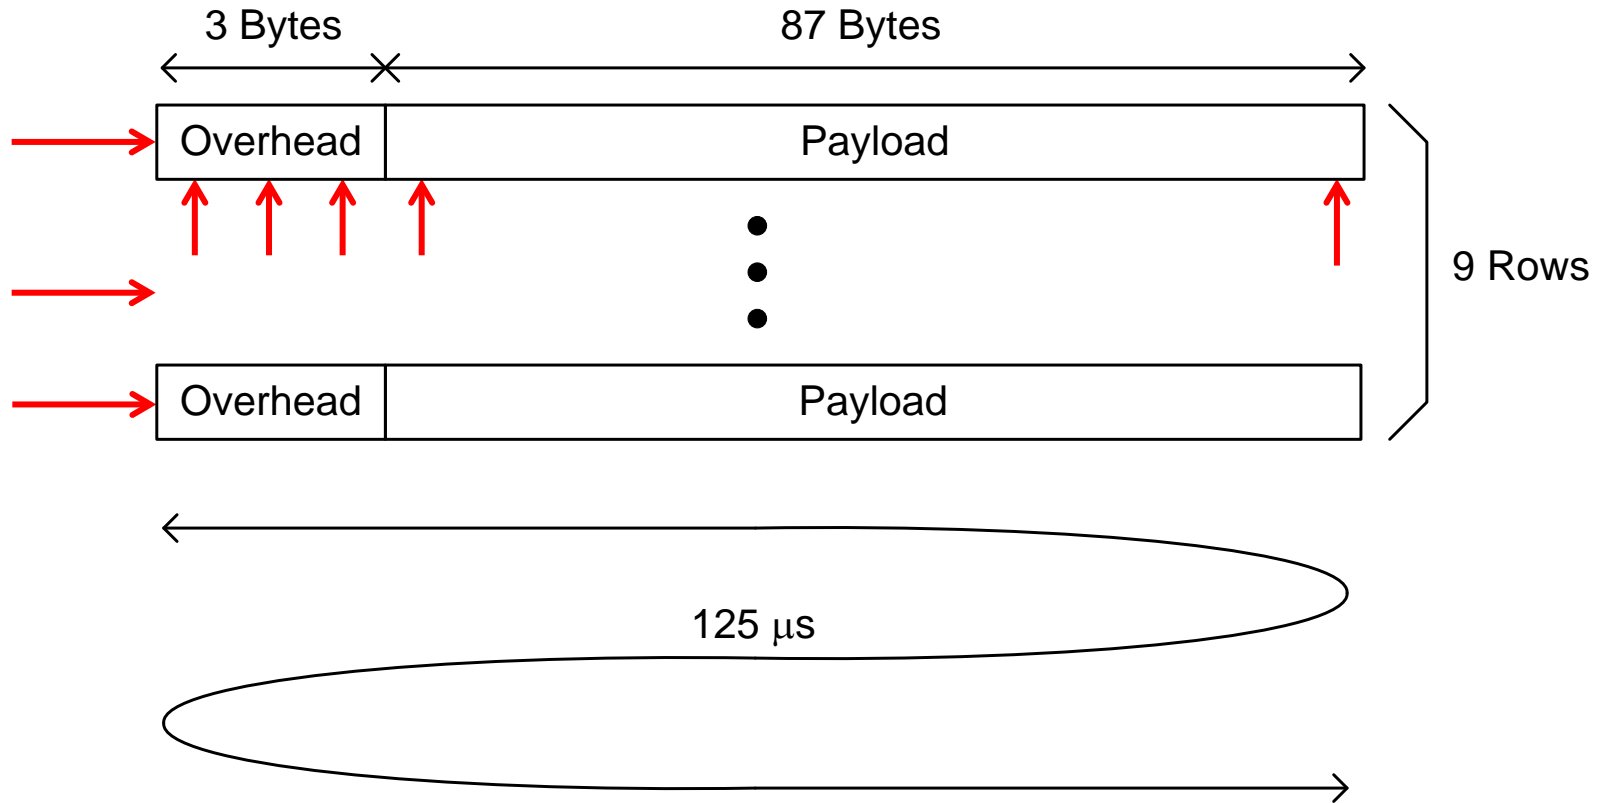 3 Bytes
87 Bytes
Overhead
Payload
9 Rows
Overhead
Payload
125 μs